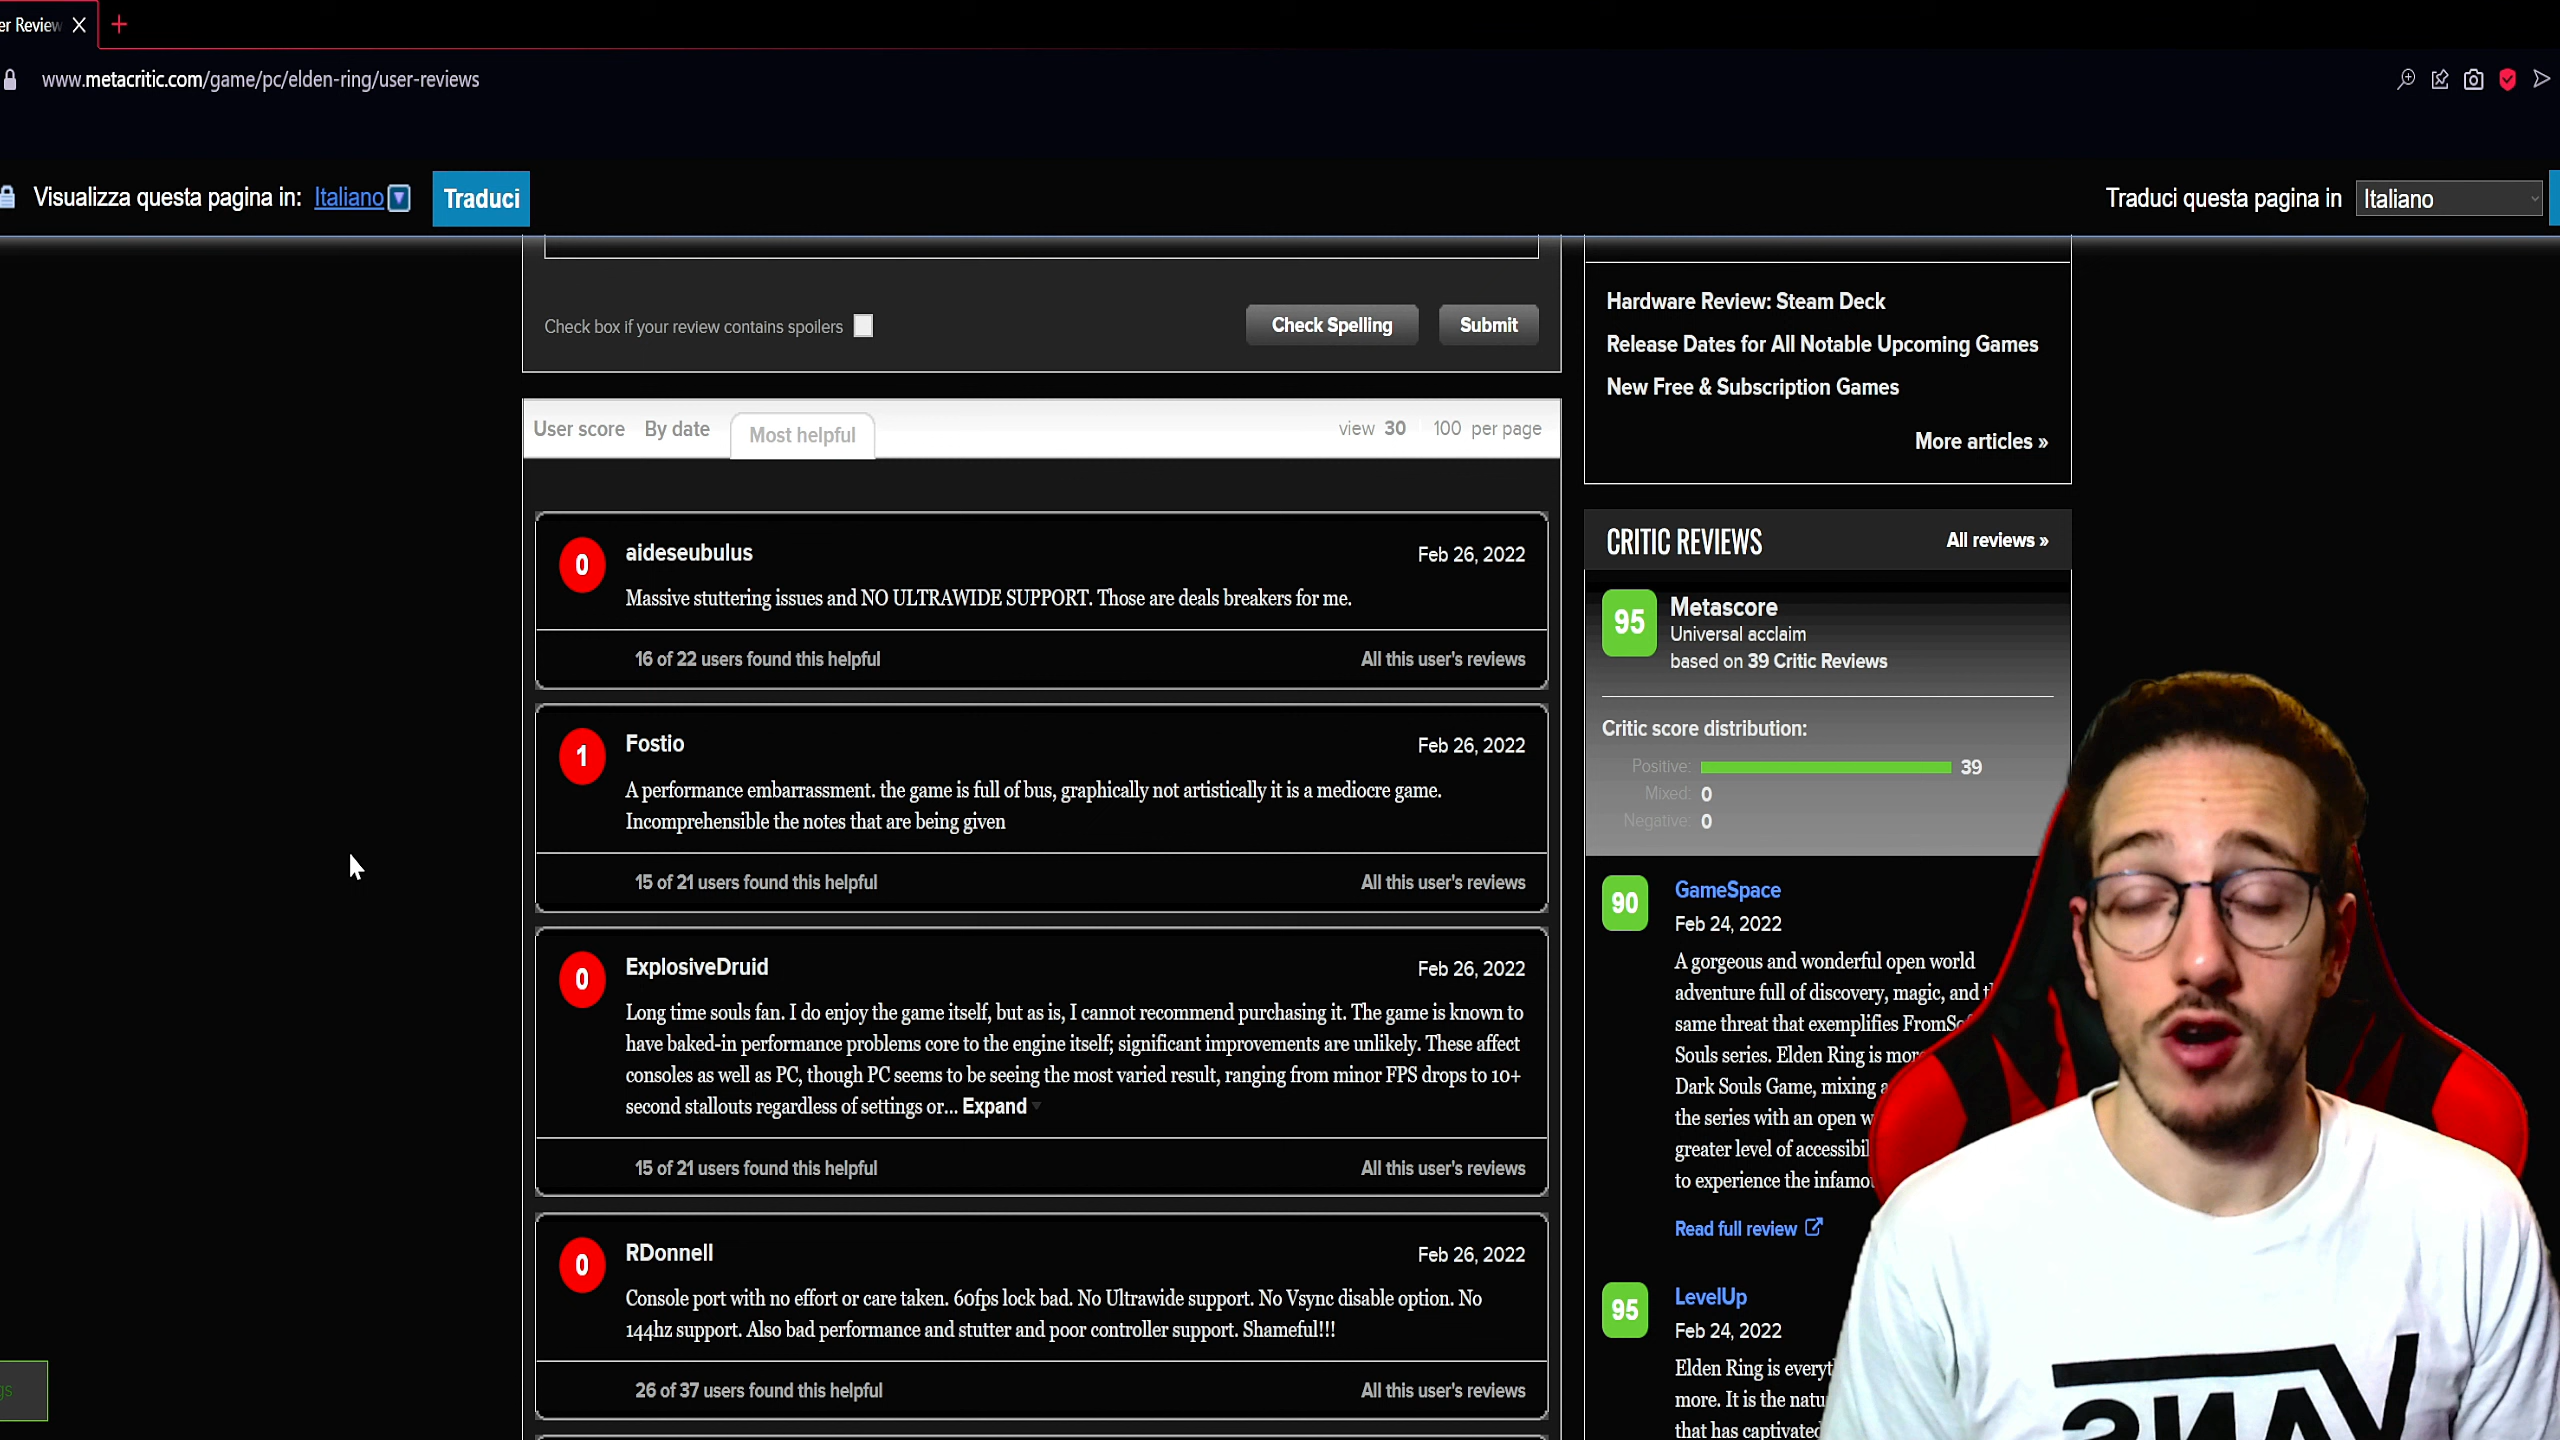 er Review
www.metacritic.com/game/pc/elden-ring/user-reviews
Visualizza questa pagina in: Italiano Traduci
Traduci questa pagina in Italiano
Check box if your review contains spoilers
Check Spelling Submit
User score By date Most helpful view 30 100 per page
0 aideseubulus Feb 26, 2022
Massive stuttering issues and NO ULTRAWIDE SUPPORT. Those are deals breakers for me.
16 of 22 users found this helpful All this user's reviews
1 Fostio Feb 26, 2022
A performance embarrassment. the game is full of bus, graphically not artistically it is a mediocre game.
Incomprehensible the notes that are being given
15 of 21 users found this helpful All this user's reviews
0 ExplosiveDruid Feb 26, 2022
Long time souls fan. I do enjoy the game itself, but as is, I cannot recommend purchasing it. The game is known to
have baked-in performance problems core to the engine itself; significant improvements are unlikely. These affect
consoles as well as PC, though PC seems to be seeing the most varied result, ranging from minor FPS drops to 10+
second stallouts regardless of settings or... Expand
15 of 21 users found this helpful All this user's reviews
0 RDonnell Feb 26, 2022
Console port with no effort or care taken. 60fps lock bad. No Ultrawide support. No Vsync disable option. No
144hz support. Also bad performance and stutter and poor controller support. Shameful!!!
26 of 37 users found this helpful All this user's reviews
Hardware Review: Steam Deck
Release Dates for All Notable Upcoming Games
New Free & Subscription Games
More articles »
CRITIC REVIEWS All reviews »
95 Metascore
Universal acclaim
based on 39 Critic Reviews
Critic score distribution:
Positive: 39
Mixed: 0
Negative: 0
90 GameSpace
Feb 24, 2022
A gorgeous and wonderful open world
adventure full of discovery, magic, and
same threat that exemplifies
Souls series. Elden Ring is
Dark Souls Game, mixing
the series with an open
greater level of
to experience the
Read full review
95 LevelUp
Feb 24, 2022
Elden Ring is
more. It is the
that has captivated
gs
VANS